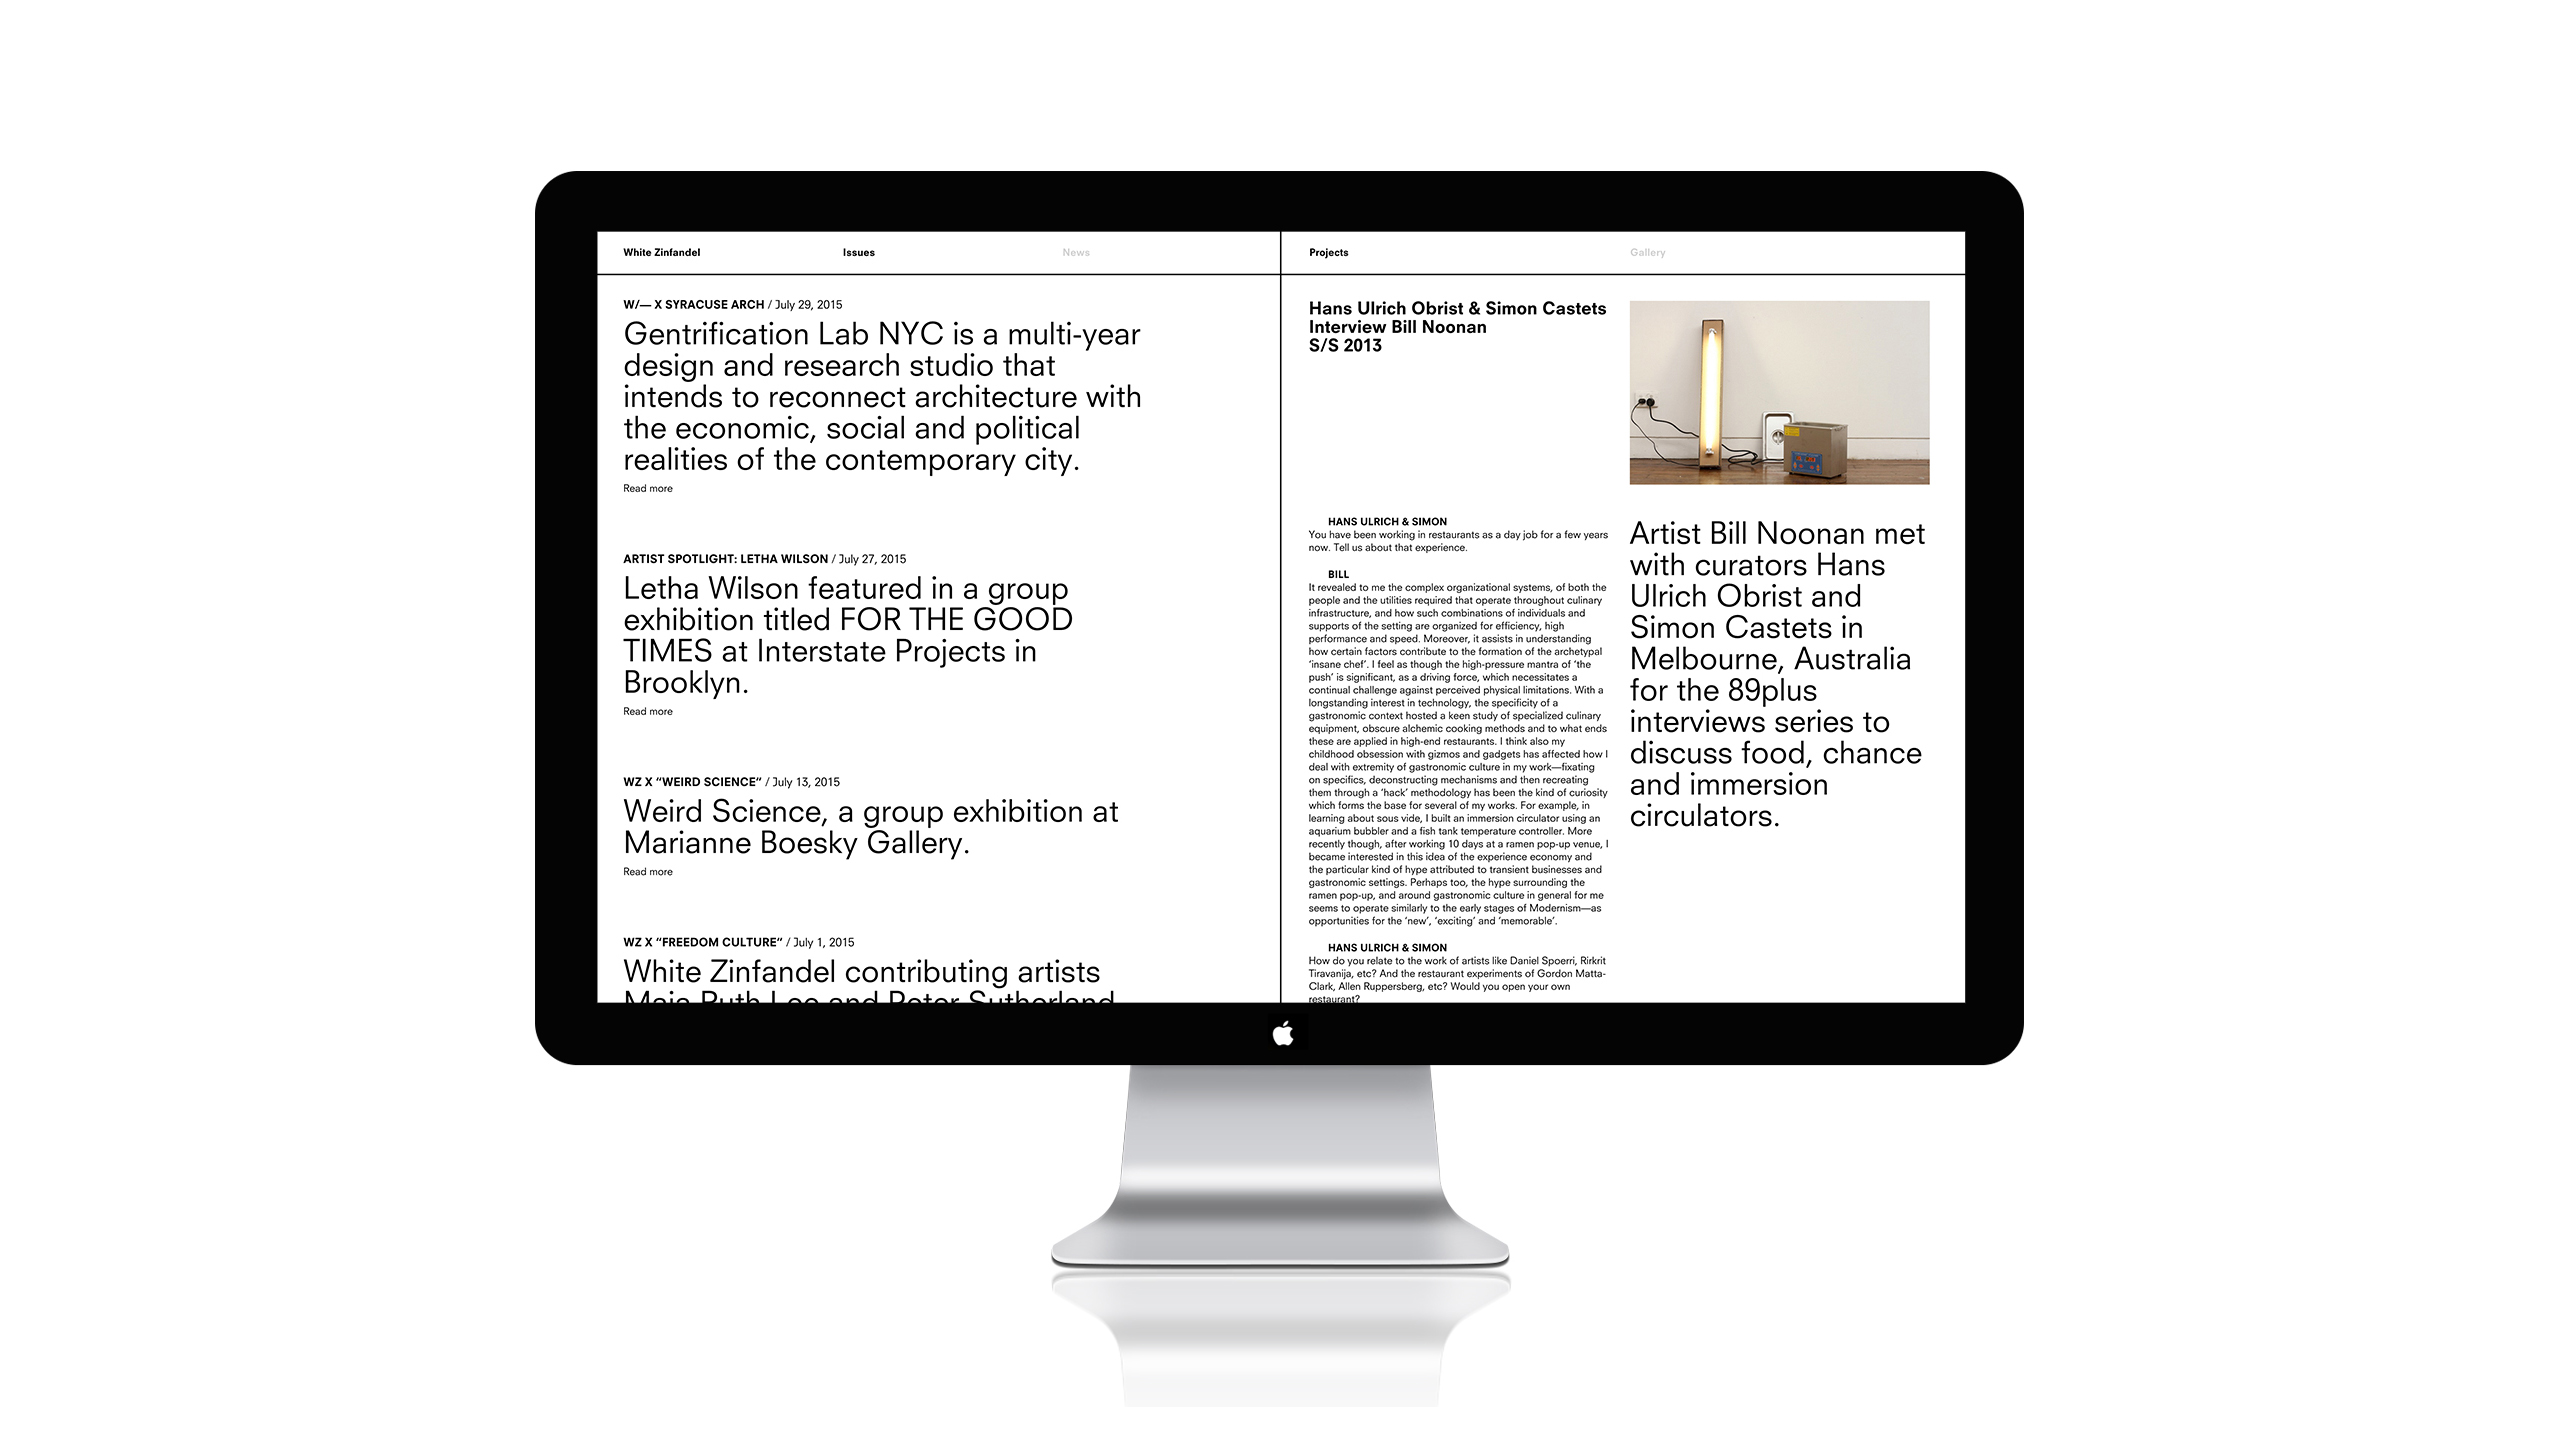 White Zinfandel
Issues
News
Projects
Gallery
W/— X SYRACUSE ARCH / July 29, 2015
Gentrification Lab NYC is a multi-year
design and research studio that
intends to reconnect architecture with
the economic, social and political
realities of the contemporary city.
Read more
ARTIST SPOTLIGHT: LETHA WILSON / July 27, 2015
Letha Wilson featured in a group
exhibition titled FOR THE GOOD
TIMES at Interstate Projects in
Brooklyn.
Read more
WZ X “WEIRD SCIENCE” / July 13, 2015
Weird Science, a group exhibition at
Marianne Boesky Gallery.
Read more
WZ X “FREEDOM CULTURE” / July 1, 2015
White Zinfandel contributing artists
Maia Ruth Lee and Peter Sutherland
Hans Ulrich Obrist & Simon Castets
Interview Bill Noonan
S/S 2013
HANS ULRICH & SIMON
You have been working in restaurants as a day job for a few years
now. Tell us about that experience.
BILL
It revealed to me the complex organizational systems, of both the
people and the utilities required that operate throughout culinary
infrastructure, and how such combinations of individuals and
supports of the setting are organized for efficiency, high
performance and speed. Moreover, it assists in understanding
how certain factors contribute to the formation of the archetypal
‘insane chef’. I feel as though the high-pressure mantra of ‘the
push’ is significant, as a driving force, which necessitates a
continual challenge against perceived physical limitations. With a
longstanding interest in technology, the specificity of a
gastronomic context hosted a keen study of specialized culinary
equipment, obscure alchemic cooking methods and to what ends
these are applied in high-end restaurants. I think also my
childhood obsession with gizmos and gadgets has affected how I
deal with extremity of gastronomic culture in my work—fixating
on specifics, deconstructing mechanisms and then recreating
them through a ‘hack’ methodology has been the kind of curiosity
which forms the base for several of my works. For example, in
learning about sous vide, I built an immersion circulator using an
aquarium bubbler and a fish tank temperature controller. More
recently though, after working 10 days at a ramen pop-up venue, I
became interested in this idea of the experience economy and
the particular kind of hype attributed to transient businesses and
gastronomic settings. Perhaps too, the hype surrounding the
ramen pop-up, and around gastronomic culture in general for me
seems to operate similarly to the early stages of Modernism—as
opportunities for the ‘new’, ‘exciting’ and ‘memorable’.
HANS ULRICH & SIMON
How do you relate to the work of artists like Daniel Spoerri, Rirkrit
Tiravanija, etc? And the restaurant experiments of Gordon Matta-
Clark, Allen Ruppersberg, etc? Would you open your own
restaurant?
Artist Bill Noonan met
with curators Hans
Ulrich Obrist and
Simon Castets in
Melbourne, Australia
for the 89plus
interviews series to
discuss food, chance
and immersion
circulators.